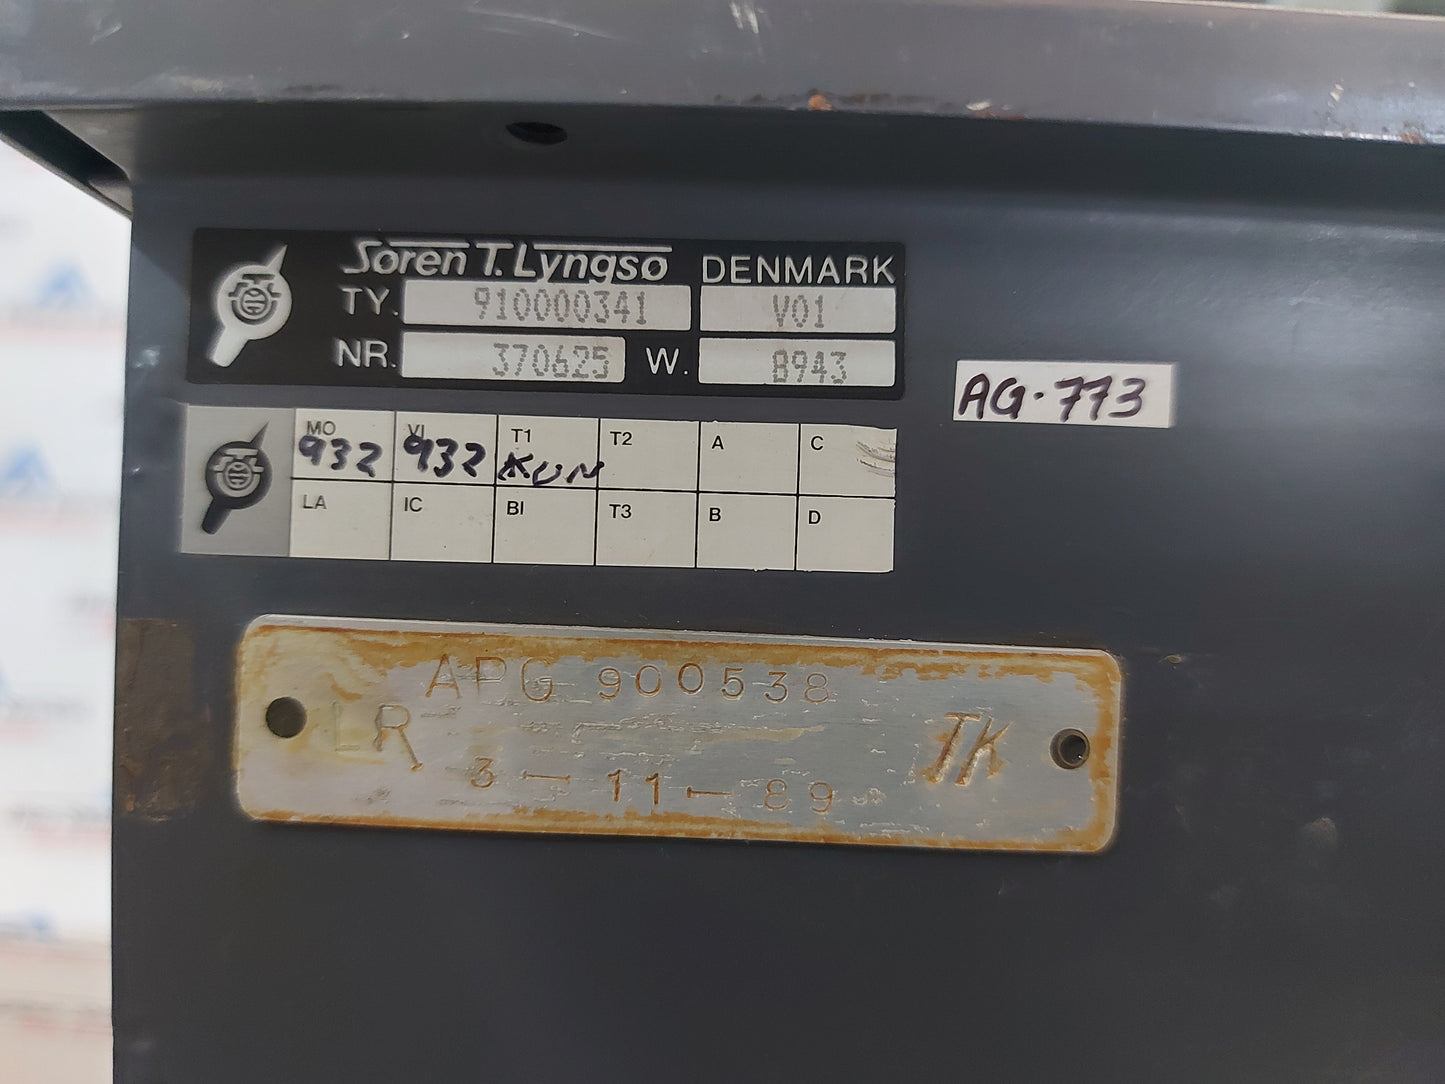 Soren T. Lyngso DENMARK
TY. 910000341 V01
NR. 370625 W. 8943
AG-773
MO VI T1 T2 A C
932 932 KUN
LA IC BI T3 B D
APG 900538
LR TK
3-11-89